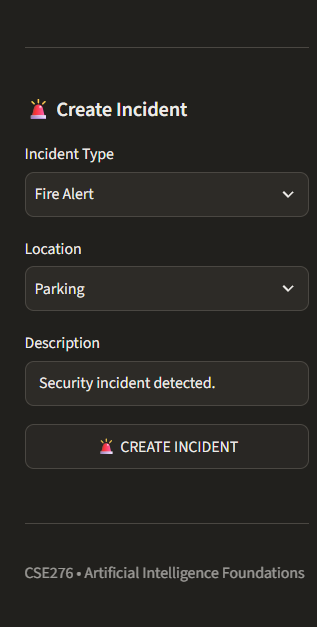 🚨 Create Incident
Incident Type
Fire Alert
Location
Parking
Description
Security incident detected.
🚨 CREATE INCIDENT
CSE276 • Artificial Intelligence Foundations